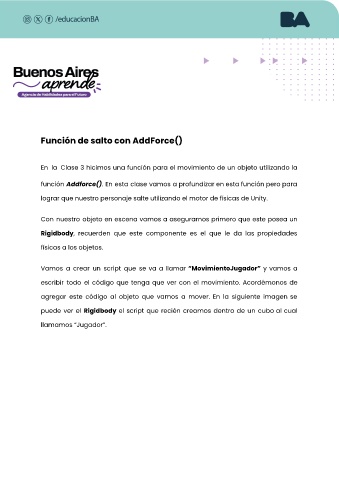 /educacionBA
BA
Buenos Aires
aprende
Agencia de Habilidades para el Futuro
Función de salto con AddForce()
En la Clase 3 hicimos una función para el movimiento de un objeto utilizando la
función Addforce(). En esta clase vamos a profundizar en esta función pero para
lograr que nuestro personaje salte utilizando el motor de físicas de Unity.
Con nuestro objeto en escena vamos a asegurarnos primero que este posea un
Rigidbody, recuerden que este componente es el que le da las propiedades
físicas a los objetos.
Vamos a crear un script que se va a llamar “MovimientoJugador” y vamos a
escribir todo el código que tenga que ver con el movimiento. Acordémonos de
agregar este código al objeto que vamos a mover. En la siguiente imagen se
puede ver el Rigidbody el script que recién creamos dentro de un cubo al cual
llamamos “Jugador”.